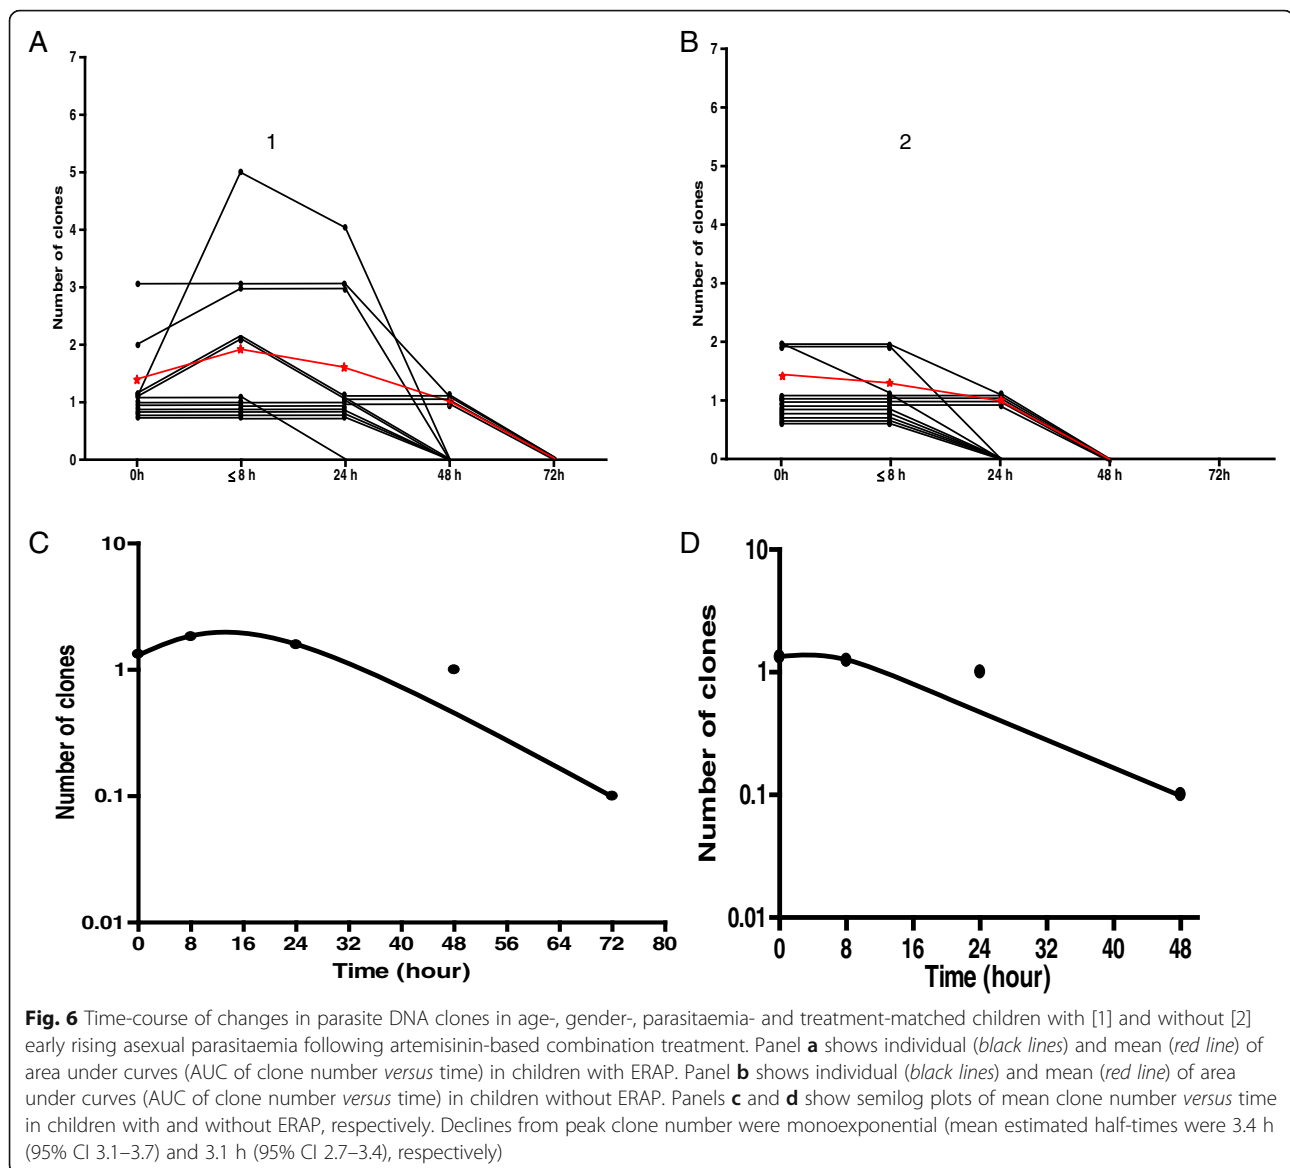 A
7
6
5
4
3
2
1
0
Number of clones
1
0h
≤ 8 h
24 h
48 h
72h
B
7
6
5
4
3
2
1
0
Number of clones
2
0h
≤ 8 h
24 h
48 h
72h
C
10
1
0.1
0.01
Number of clones
0 8 16 24 32 40 48 56 64 72 80
Time (hour)
D
10
1
0.1
0.01
Number of clones
0 8 16 24 32 40 48
Time (hour)
Fig. 6 Time-course of changes in parasite DNA clones in age-, gender-, parasitaemia- and treatment-matched children with [1] and without [2]
early rising asexual parasitaemia following artemisinin-based combination treatment. Panel a shows individual (black lines) and mean (red line) of
area under curves (AUC of clone number versus time) in children with ERAP. Panel b shows individual (black lines) and mean (red line) of area
under curves (AUC of clone number versus time) in children without ERAP. Panels c and d show semilog plots of mean clone number versus time
in children with and without ERAP, respectively. Declines from peak clone number were monoexponential (mean estimated half-times were 3.4 h
(95% CI 3.1–3.7) and 3.1 h (95% CI 2.7–3.4), respectively)